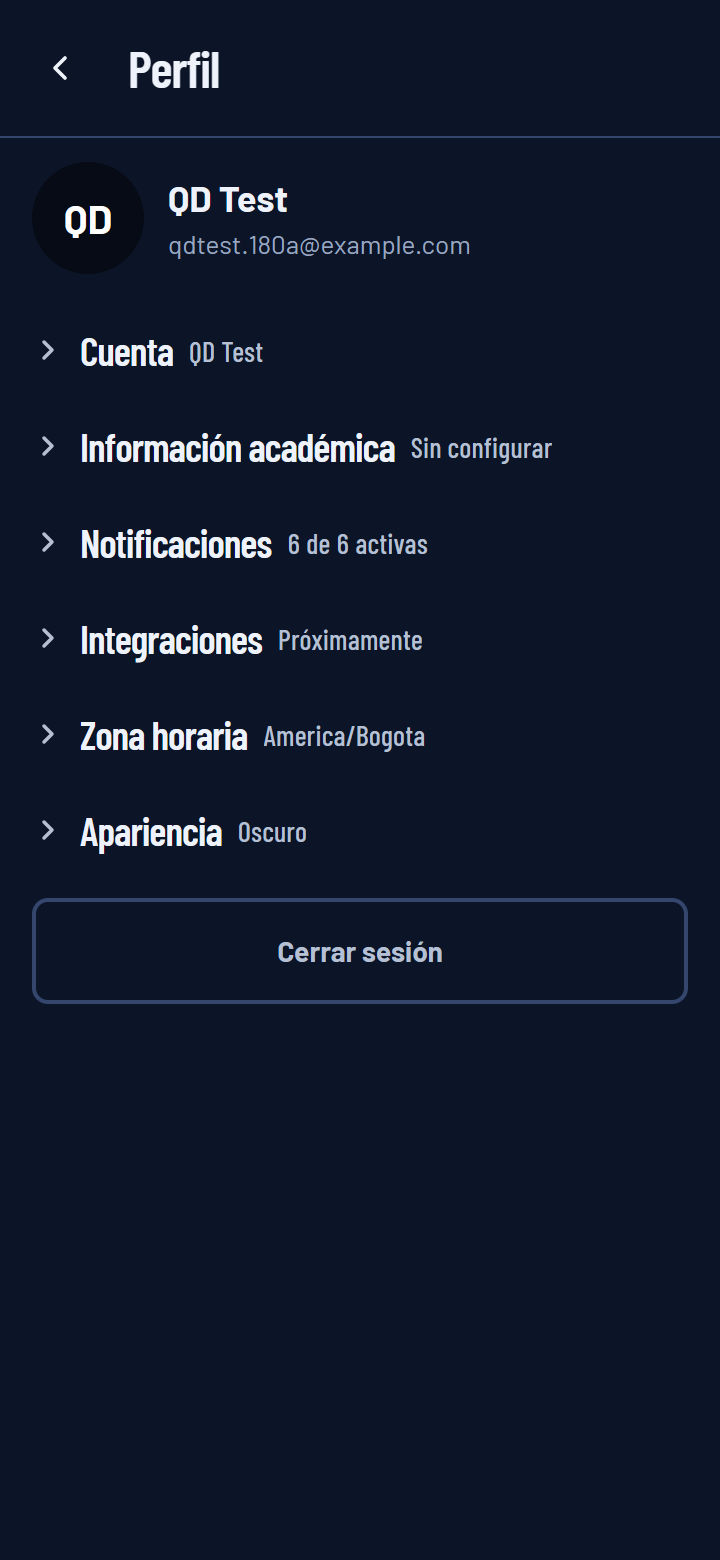 Perfil
QD
QD Test
qdtest.180a@example.com
Cuenta QD Test
Información académica Sin configurar
Notificaciones 6 de 6 activas
Integraciones Próximamente
Zona horaria America/Bogota
Apariencia Oscuro
Cerrar sesión